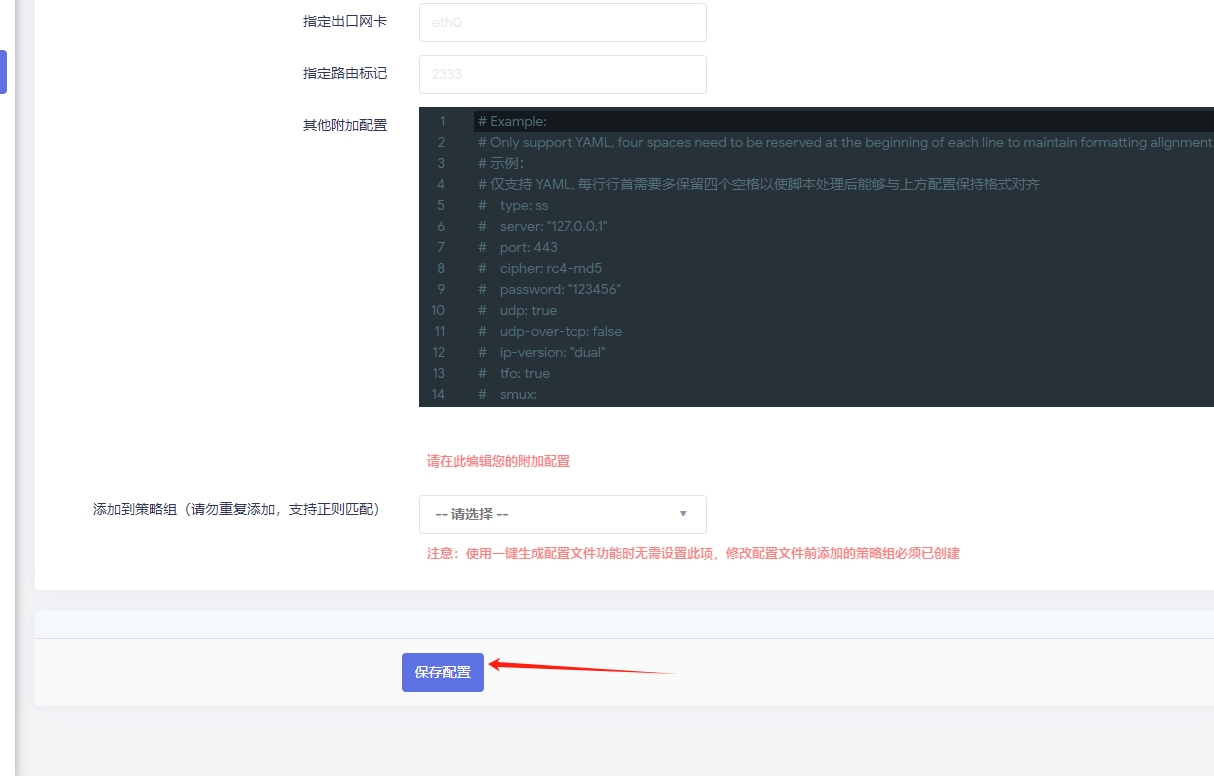 指定出口网卡
eth0
指定路由标记
2333
其他附加配置
1 # Example:
2 # Only support YAML, four spaces need to be reserved at the beginning of each line to maintain formatting alignment
3 # 示例：
4 # 仅支持 YAML, 每行行首需要多保留四个空格以使脚本处理后能够与上方配置保持格式对齐
5 #    type: ss
6 #    server: "127.0.0.1"
7 #    port: 443
8 #    cipher: rc4-md5
9 #    password: "123456"
10 #    udp: true
11 #    udp-over-tcp: false
12 #    ip-version: "dual"
13 #    tfo: true
14 #    smux:
请在此编辑您的附加配置
添加到策略组（请勿重复添加，支持正则匹配）
-- 请选择 --
注意：使用一键生成配置文件功能时无需设置此项，修改配置文件前添加的策略组必须已创建
保存配置